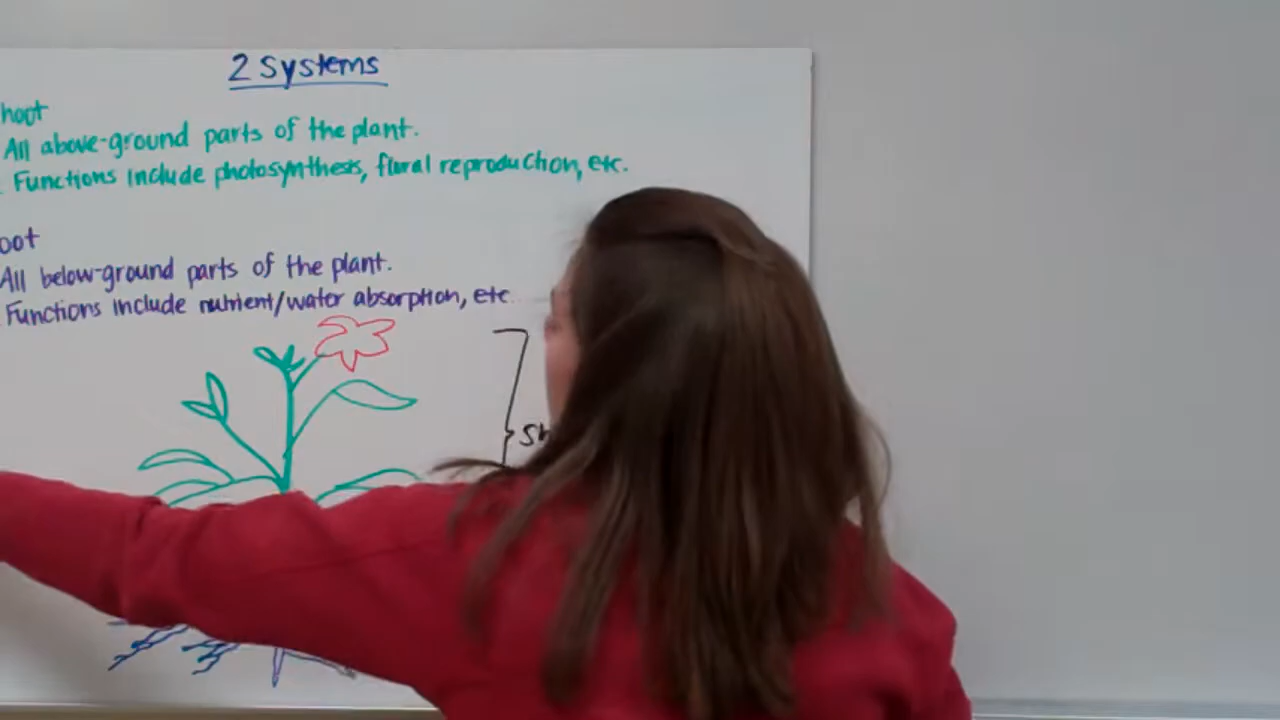 2 Systems
hoot
All above-ground parts of the plant.
Functions include photosynthesis, floral reproduction, etc.
oot
All below-ground parts of the plant.
Functions include nutrient/water absorption, etc.